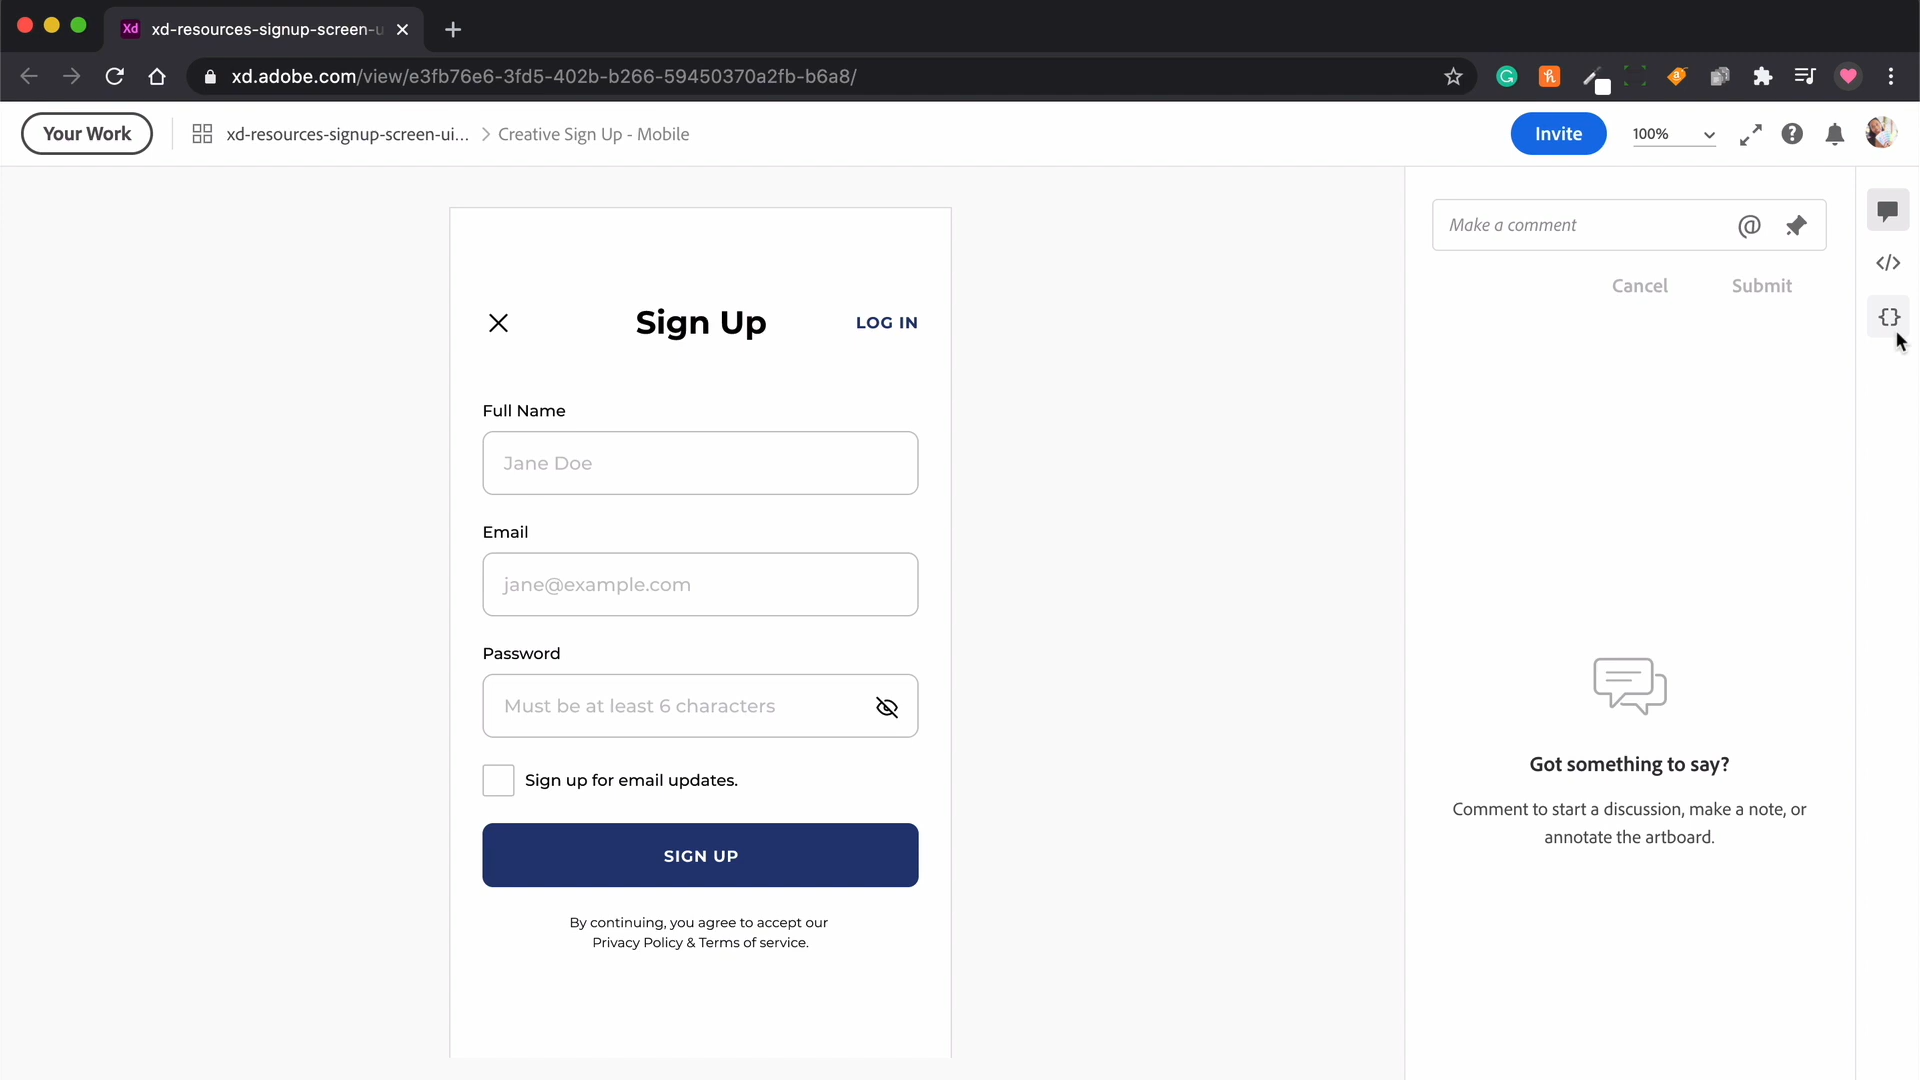 Xd xd-resources-signup-screen-u
xd.adobe.com/view/e3fb76e6-3fd5-402b-b266-59450370a2fb-b6a8/
Your Work xd-resources-signup-screen-ui... > Creative Sign Up - Mobile Invite 100%
Make a comment @
Cancel Submit
</>
{}
Sign Up LOG IN
Full Name
Jane Doe
Email
jane@example.com
Password
Must be at least 6 characters
Sign up for email updates.
SIGN UP
By continuing, you agree to accept our
Privacy Policy & Terms of service.
Got something to say?
Comment to start a discussion, make a note, or
annotate the artboard.